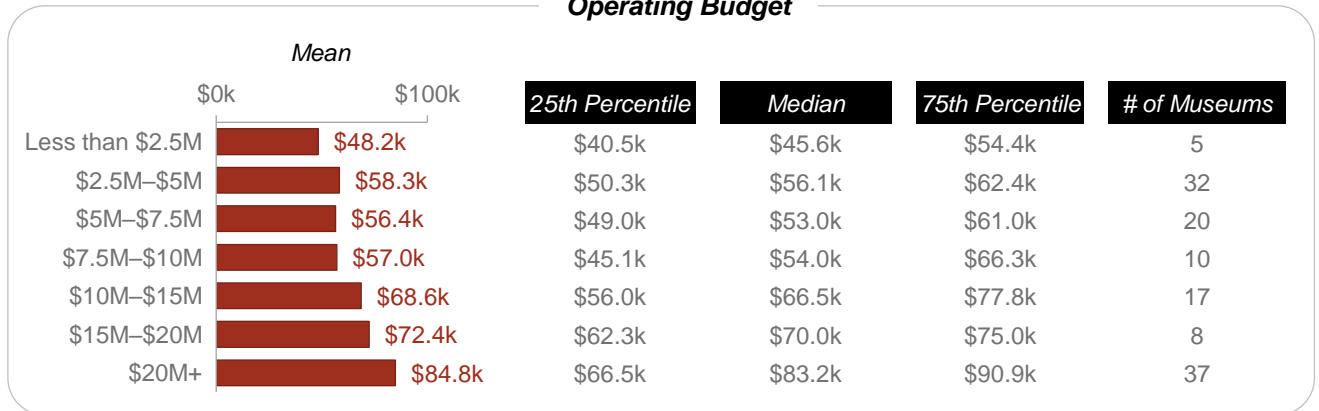 Operating Budget
Mean
$0k $100k 25th Percentile Median 75th Percentile # of Museums
Less than $2.5M $48.2k $40.5k $45.6k $54.4k 5
$2.5M–$5M $58.3k $50.3k $56.1k $62.4k 32
$5M–$7.5M $56.4k $49.0k $53.0k $61.0k 20
$7.5M–$10M $57.0k $45.1k $54.0k $66.3k 10
$10M–$15M $68.6k $56.0k $66.5k $77.8k 17
$15M–$20M $72.4k $62.3k $70.0k $75.0k 8
$20M+ $84.8k $66.5k $83.2k $90.9k 37